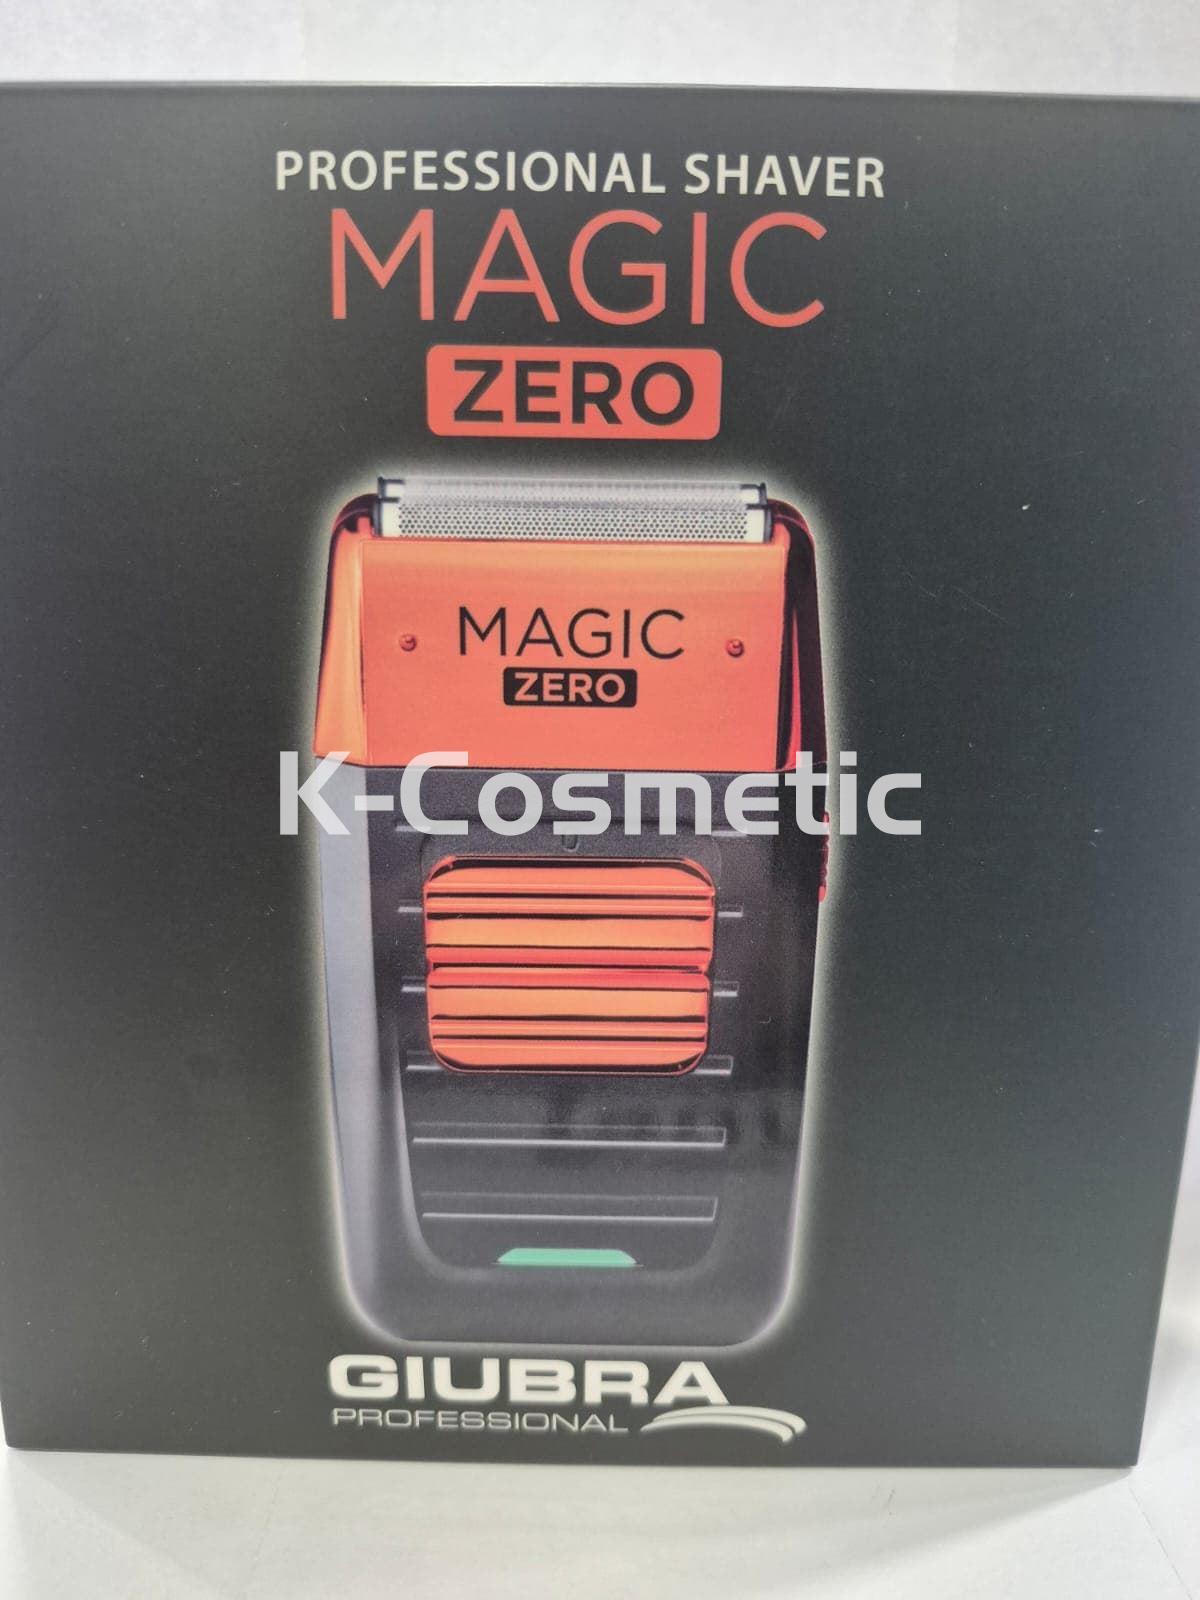 PROFESSIONAL SHAVER
MAGIC
ZERO
MAGIC
ZERO
K-Cosmetic
GIUBRA
PROFESSIONAL